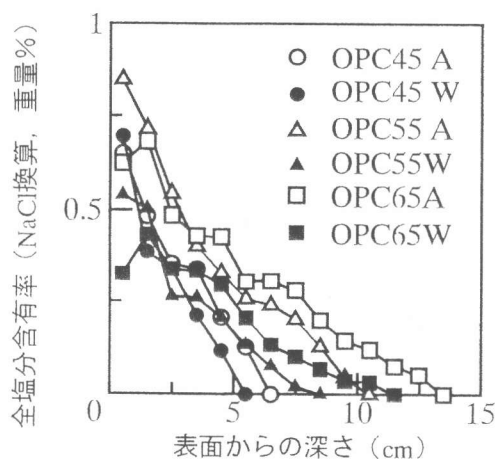 1
0.5
0
5
10
15
全塩分含有率（NaCl換算，重量%）
表面からの深さ（cm）
OPC45 A
OPC45 W
OPC55 A
OPC55W
OPC65A
OPC65W